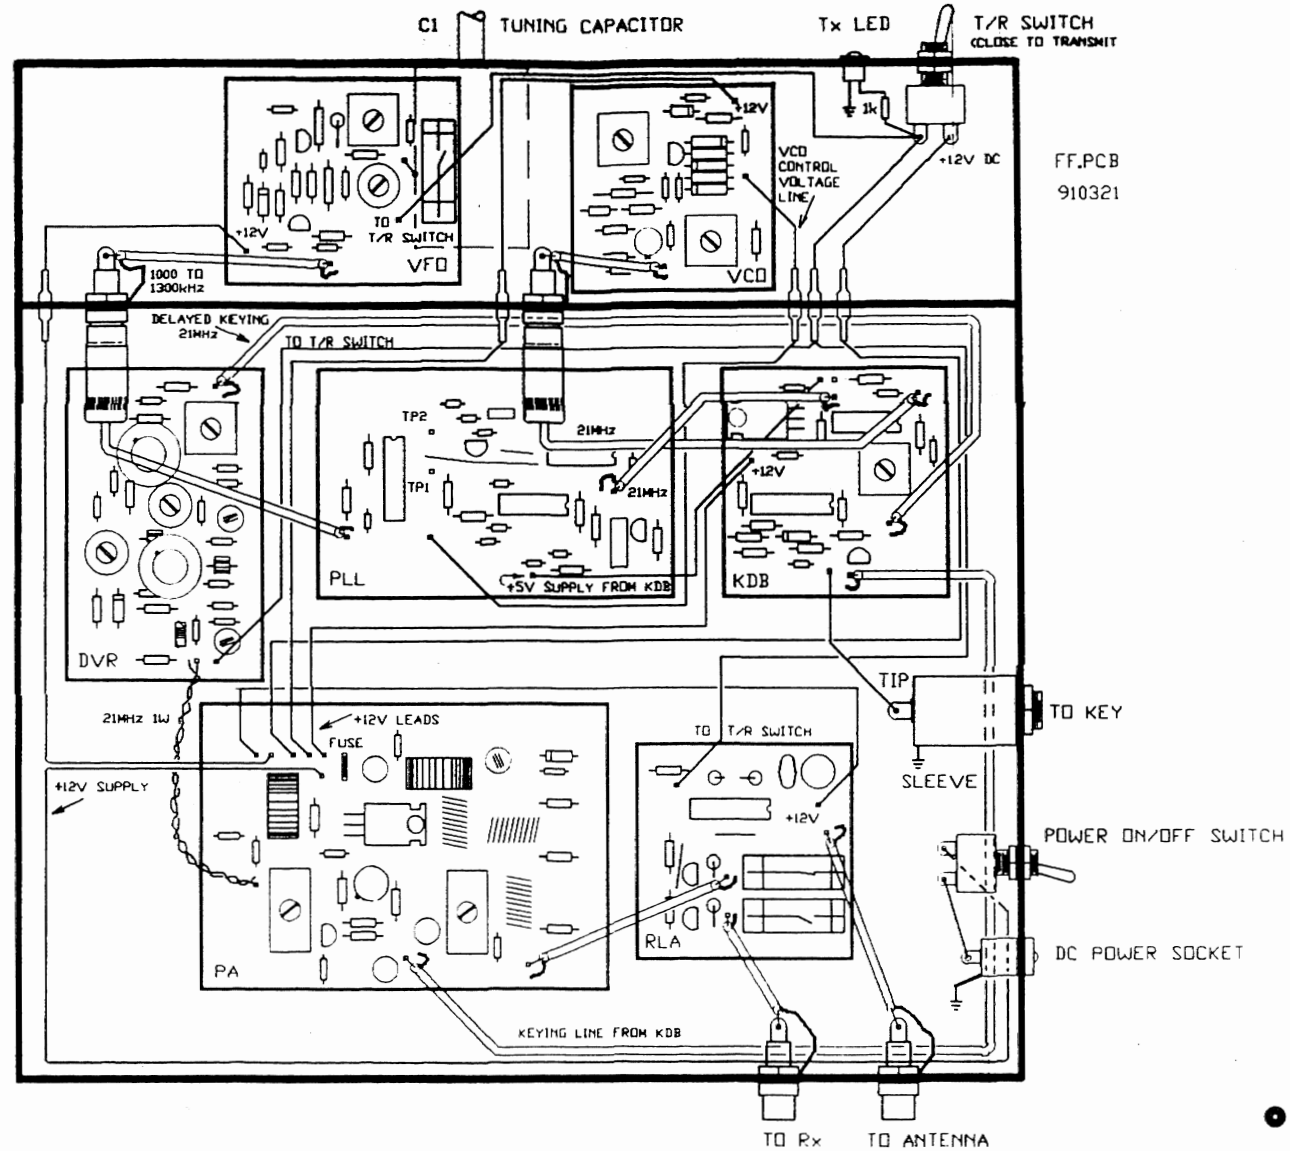 C1 TUNING CAPACITOR
Tx LED
T/R SWITCH
(CLOSE TO TRANSMIT
1k
+12V DC
FF.PCB
910321
+12V
VCO
CONTROL
VOLTAGE
LINE
TO
T/R SWITCH
+12V
VFO
VCO
1000 TO
1300kHz
DELAYED KEYING
21MHz
TO T/R SWITCH
TP2
TP1
21MHz
21MHz
+12V
PLL
+5V SUPPLY FROM KDB
KDB
DVR
21MHz 1W
+12V LEADS
FUSE
+12V SUPPLY
TIP
TO KEY
SLEEVE
TO T/R SWITCH
+12V
POWER ON/OFF SWITCH
RLA
PA
DC POWER SOCKET
KEYING LINE FROM KDB
TO Rx
TO ANTENNA